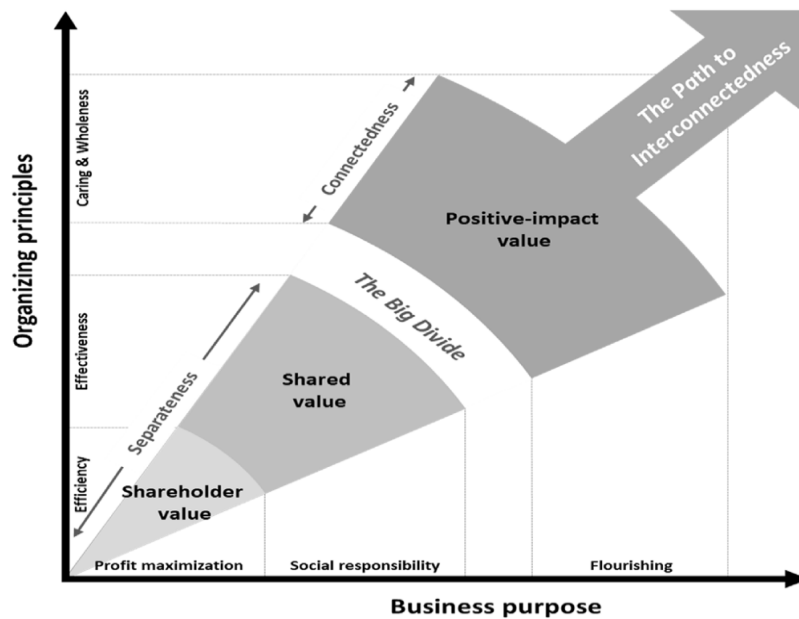 The Path to
Interconnectedness
Caring & Wholeness
Connectedness
Organizing principles
Positive-impact
value
The Big Divide
Effectiveness
Separateness
Shared
value
Efficiency
Shareholder
value
Profit maximization
Social responsibility
Flourishing
Business purpose